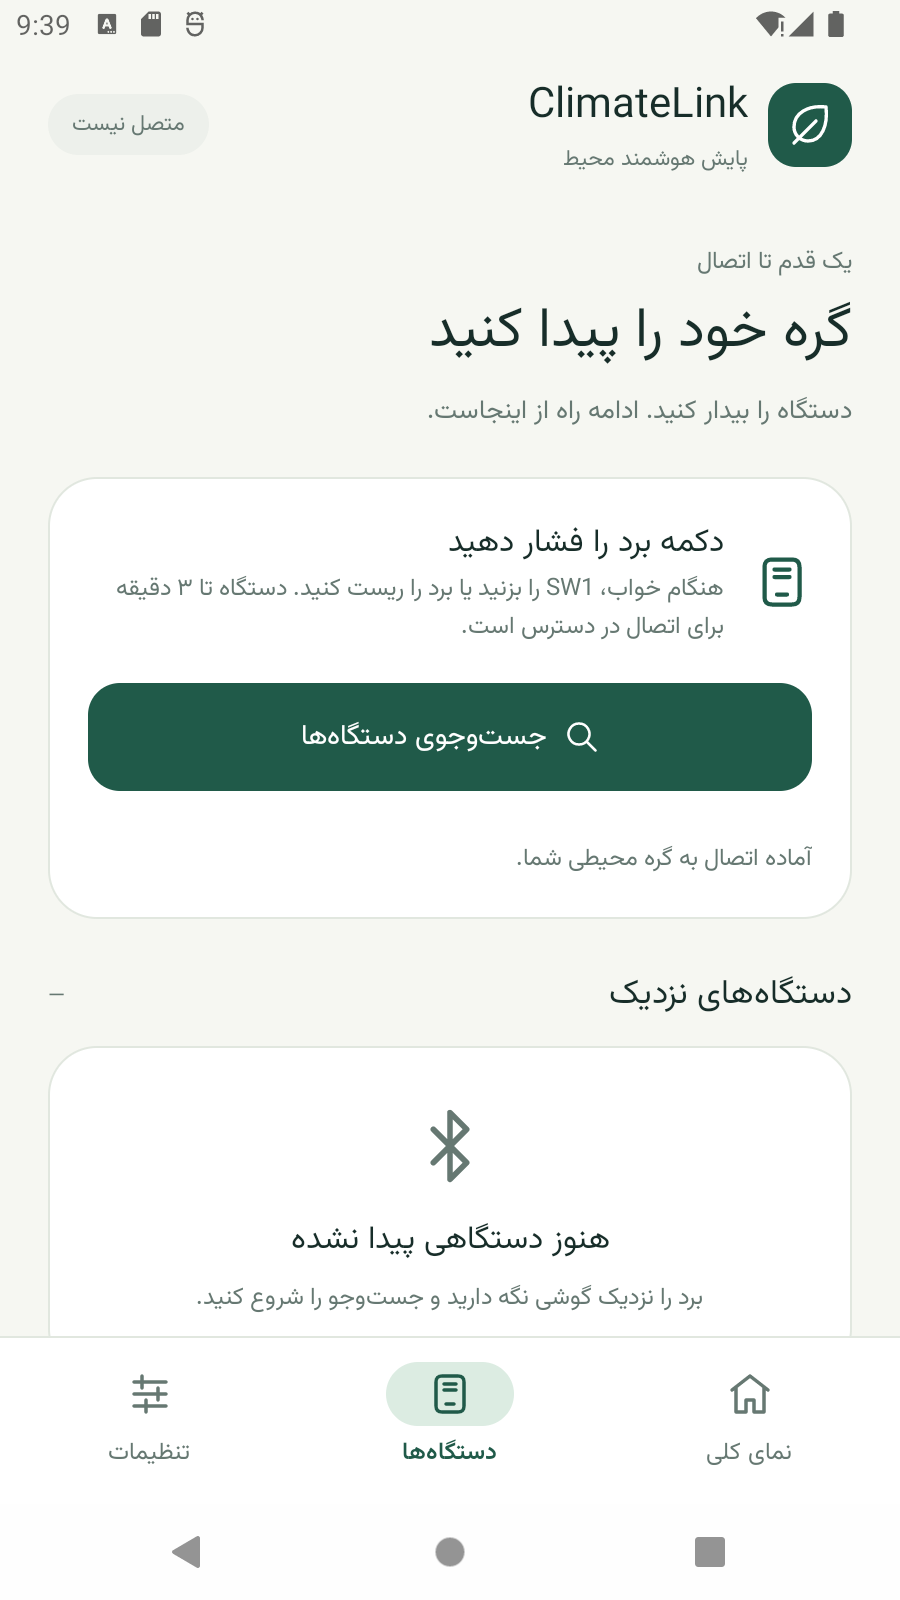 9:39
ClimateLink
پایش هوشمند محیط
متصل نیست
یک قدم تا اتصال
گره خود را پیدا کنید
دستگاه را بیدار کنید. ادامه راه از اینجاست.
دکمه برد را فشار دهید
هنگام خواب، SW1 را بزنید یا برد را ریست کنید. دستگاه تا ۳ دقیقه
برای اتصال در دسترس است.
جست‌وجوی دستگاه‌ها
آماده اتصال به گره محیطی شما.
دستگاه‌های نزدیک
–
هنوز دستگاهی پیدا نشده
برد را نزدیک گوشی نگه دارید و جست‌وجو را شروع کنید.
نمای کلی
دستگاه‌ها
تنظیمات